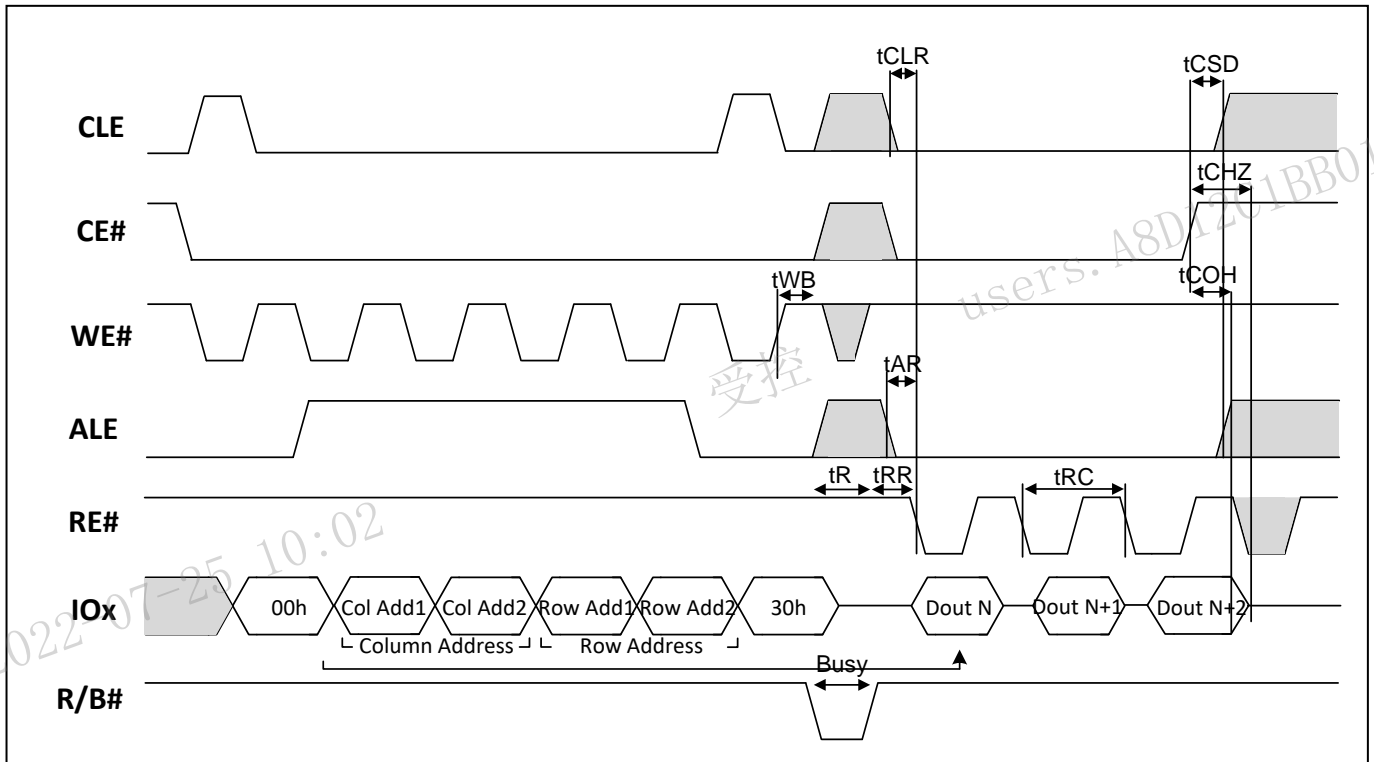 tCLR
tCSD
CLE
tCHZ
CE#
tCOH
tWB
WE#
users. A8D12C1BB01
受控
tAR
ALE
tR tRR tRC
RE#
2022-07-25 10:02
IOx 00h Col Add1 Col Add2 Row Add1 Row Add2 30h Dout N Dout N+1 Dout N+2
Column Address Row Address
Busy
R/B#